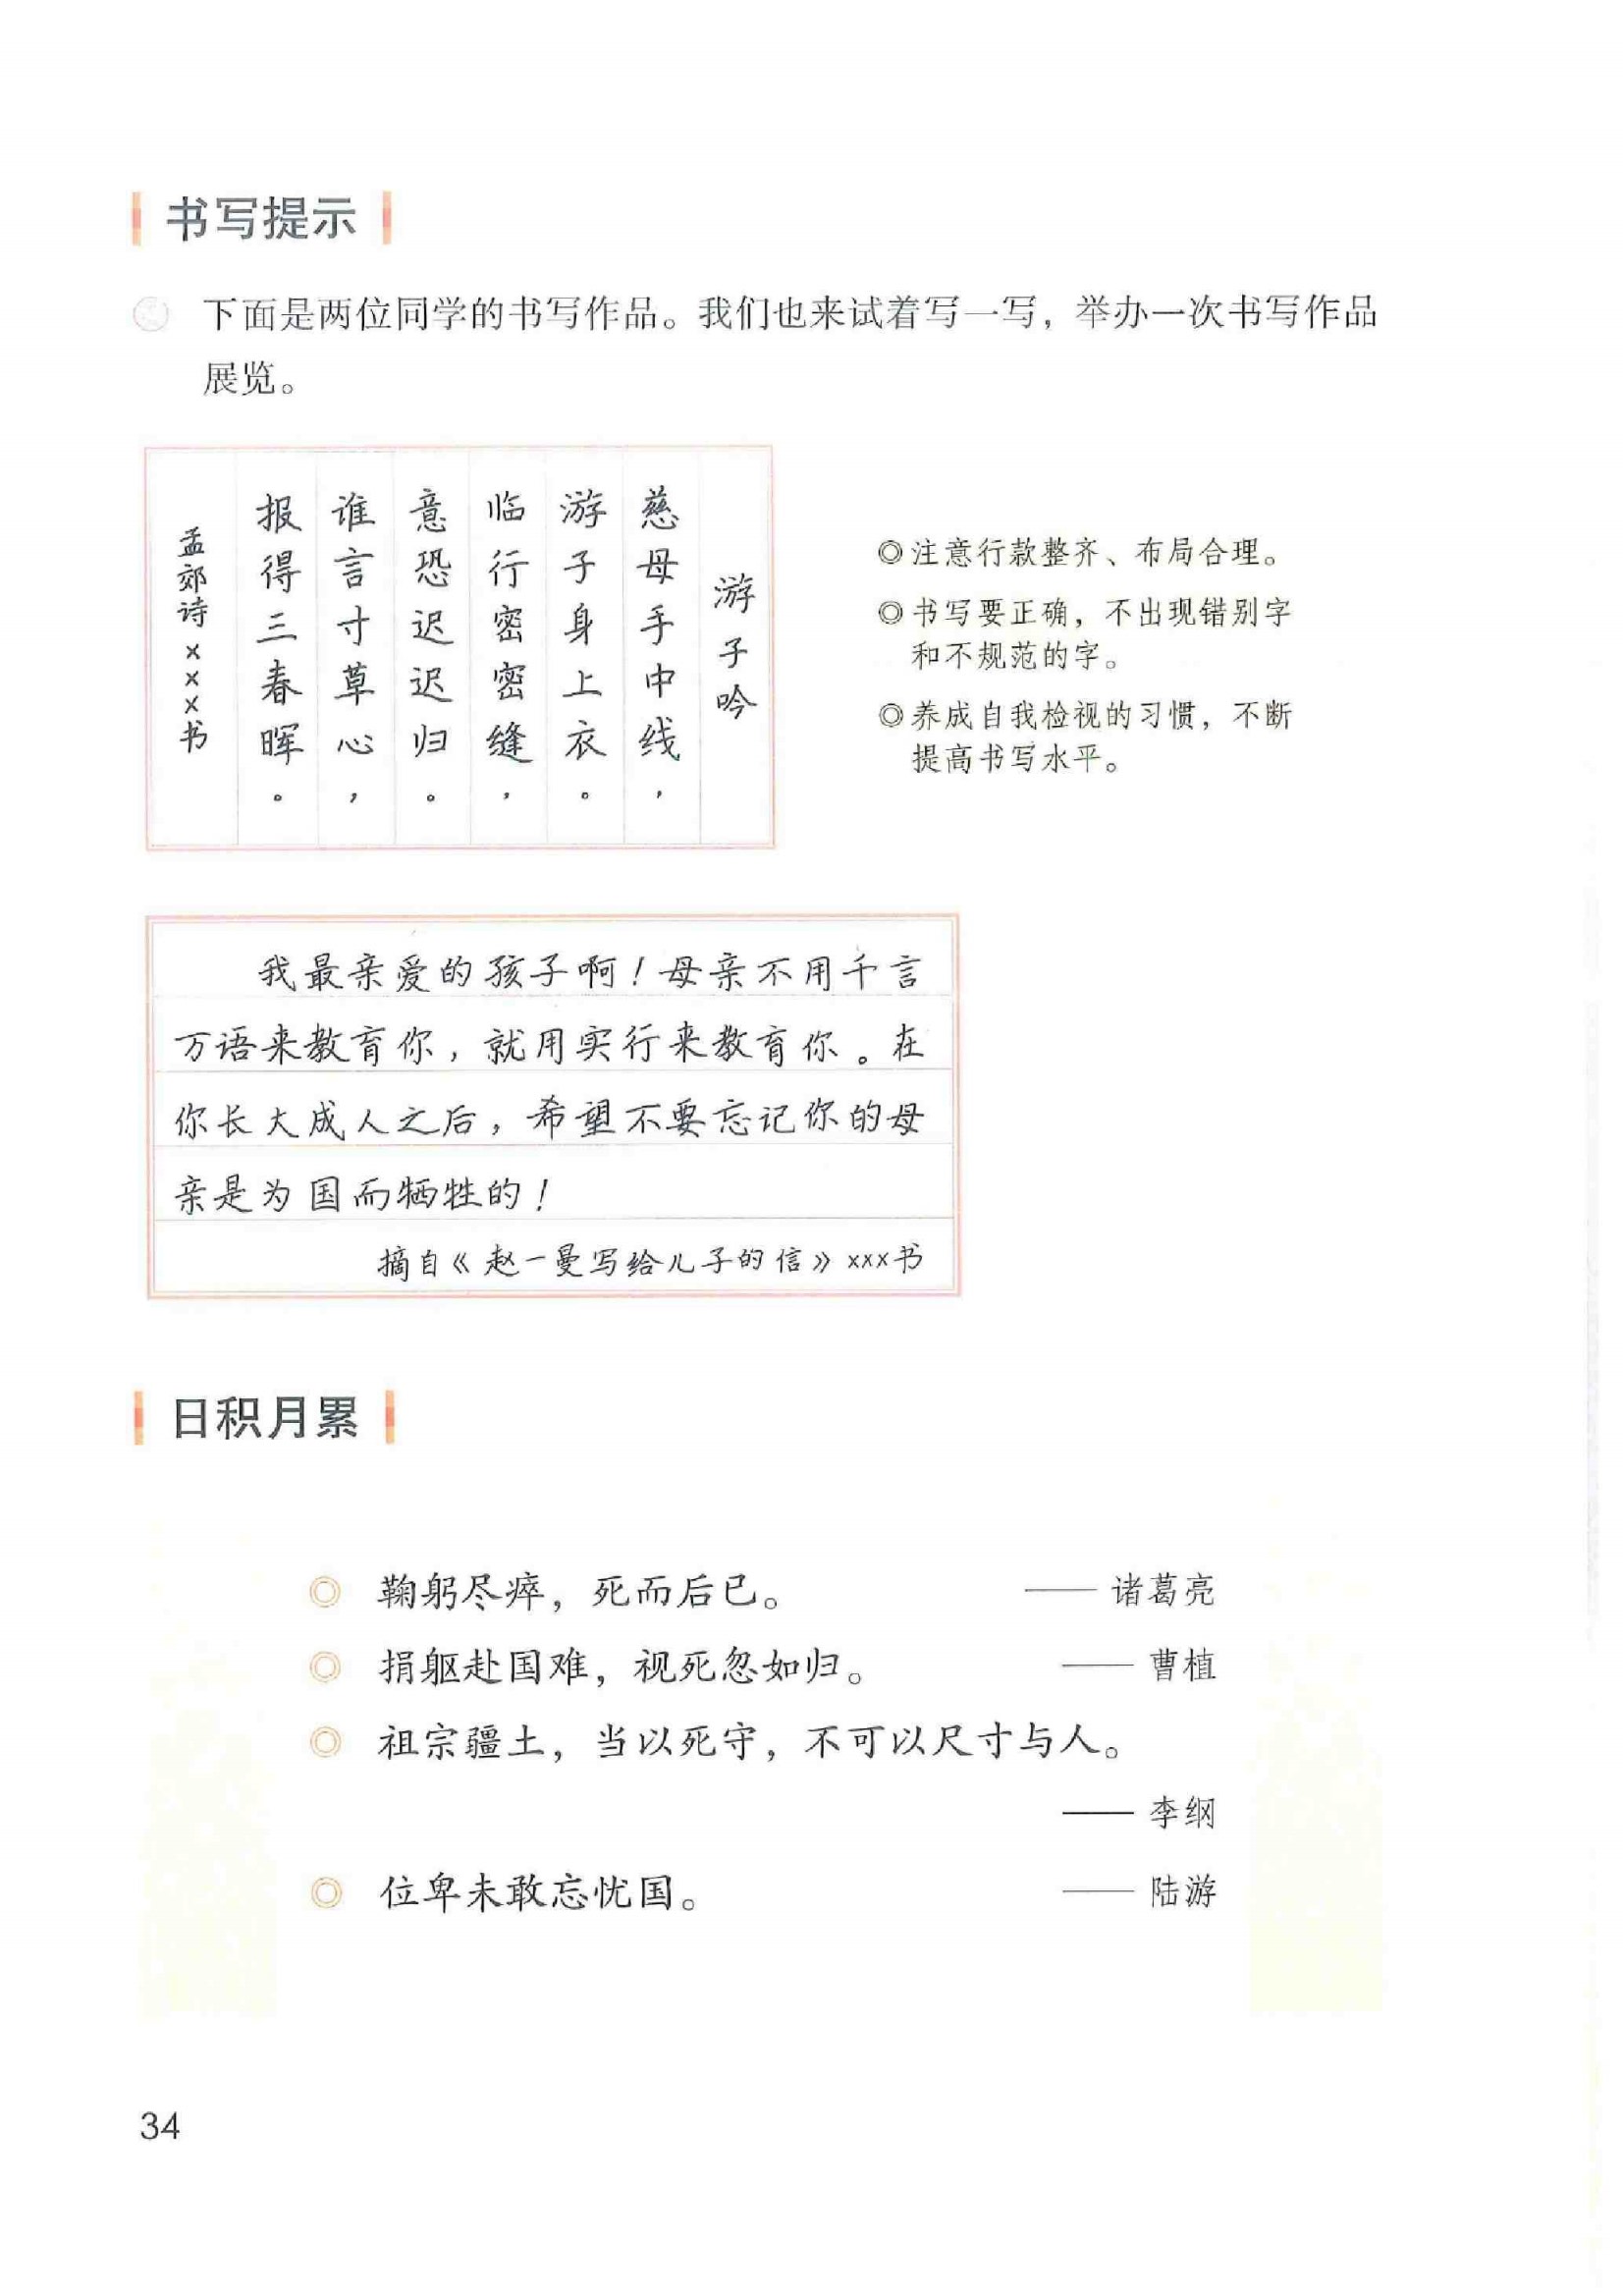 书写提示
下面是两位同学的书写作品。我们也来试着写一写，举办一次书写作品
展览。
游子吟
慈母手中线，
游子身上衣。
临行密密缝，
意恐迟迟归。
谁言寸草心，
报得三春晖。
孟郊诗×××书
◎注意行款整齐、布局合理。
◎书写要正确，不出现错别字
和不规范的字。
◎养成自我检视的习惯，不断
提高书写水平。
我最亲爱的孩子啊！母亲不用千言
万语来教育你，就用实行来教育你。在
你长大成人之后，希望不要忘记你的母
亲是为国而牺牲的！
摘自《赵一曼写给儿子的信》×××书
日积月累
◎ 鞠躬尽瘁，死而后已。 —— 诸葛亮
◎ 捐躯赴国难，视死忽如归。 —— 曹植
◎ 祖宗疆土，当以死守，不可以尺寸与人。
—— 李纲
◎ 位卑未敢忘忧国。 —— 陆游
34